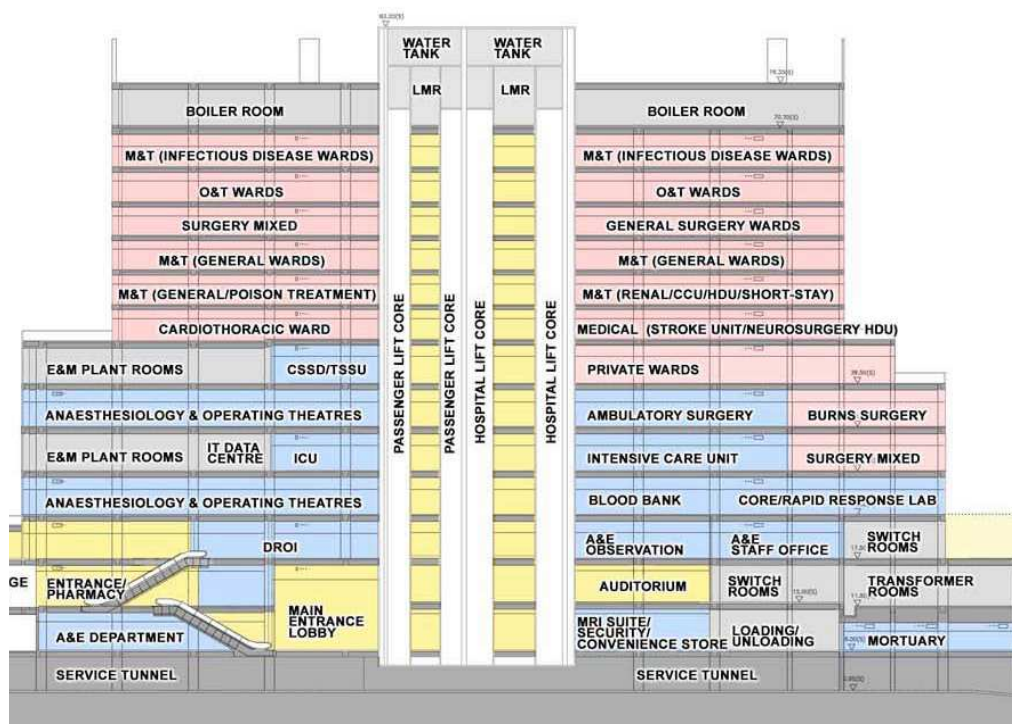 WATER
TANK
WATER
TANK
LMR
LMR
BOILER ROOM
BOILER ROOM
M&T (INFECTIOUS DISEASE WARDS)
M&T (INFECTIOUS DISEASE WARDS)
O&T WARDS
O&T WARDS
SURGERY MIXED
GENERAL SURGERY WARDS
M&T (GENERAL WARDS)
M&T (GENERAL WARDS)
M&T (GENERAL/POISON TREATMENT)
M&T (RENAL/CCU/HDU/SHORT-STAY)
CARDIOTHORACIC WARD
MEDICAL (STROKE UNIT/NEUROSURGERY HDU)
PASSENGER LIFT CORE
PASSENGER LIFT CORE
HOSPITAL LIFT CORE
HOSPITAL LIFT CORE
E&M PLANT ROOMS
CSSD/TSSU
PRIVATE WARDS
ANAESTHESIOLOGY & OPERATING THEATRES
AMBULATORY SURGERY
BURNS SURGERY
E&M PLANT ROOMS
IT DATA
CENTRE
ICU
INTENSIVE CARE UNIT
SURGERY MIXED
ANAESTHESIOLOGY & OPERATING THEATRES
BLOOD BANK
CORE/RAPID RESPONSE LAB
DROI
A&E
OBSERVATION
A&E
STAFF OFFICE
SWITCH
ROOMS
GE
ENTRANCE/
PHARMACY
AUDITORIUM
SWITCH
ROOMS
TRANSFORMER
ROOMS
MAIN
ENTRANCE
LOBBY
A&E DEPARTMENT
MRI SUITE/
SECURITY/
CONVENIENCE STORE
LOADING/
UNLOADING
MORTUARY
SERVICE TUNNEL
SERVICE TUNNEL